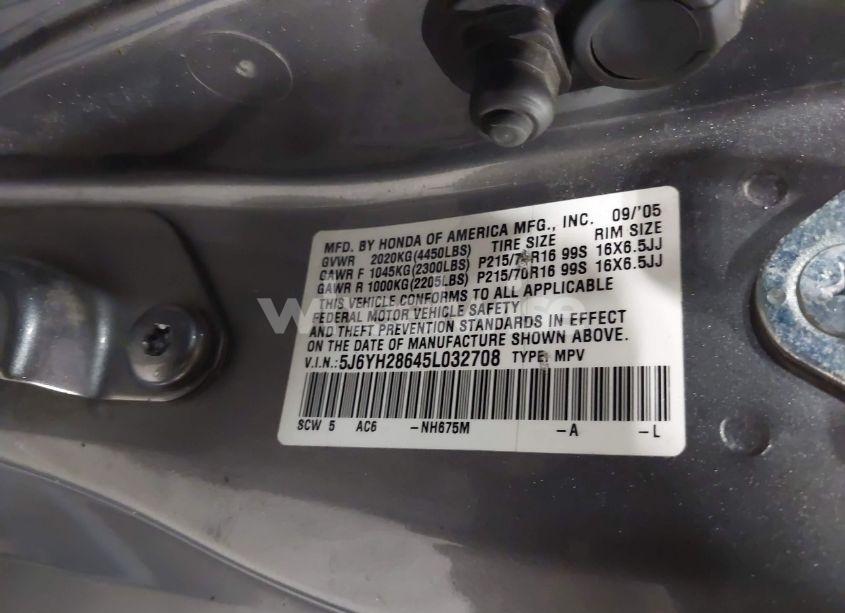 MFD. BY HONDA OF AMERICA MFG., INC. 09/'05
GVWR 2020KG(4450LBS) TIRE SIZE RIM SIZE
GAWR F 1045KG(2300LBS) P215/70R16 99S 16X6.5JJ
GAWR R 1000KG(2205LBS) P215/70R16 99S 16X6.5JJ
THIS VEHICLE CONFORMS TO ALL APPLICABLE
FEDERAL MOTOR VEHICLE SAFETY
AND THEFT PREVENTION STANDARDS IN EFFECT
ON THE DATE OF MANUFACTURE SHOWN ABOVE.
V.I.N.: 5J6YH28645L032708 TYPE: MPV
SCW 5 AC6 -NH675M -A -L